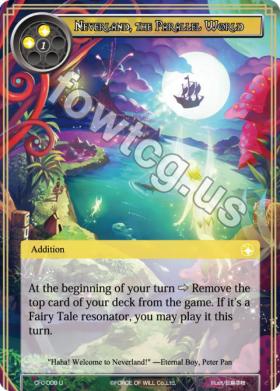 Neverland, the Parallel World
1
fowtcg.us
Addition
At the beginning of your turn ⇨ Remove
the top card of your deck from the game. If it's a
Fairy Tale resonator, you may play it this
turn.
"Haha! Welcome to Neverland!" —Eternal Boy, Peter Pan
©FORCE OF WILL Co.,Ltd.